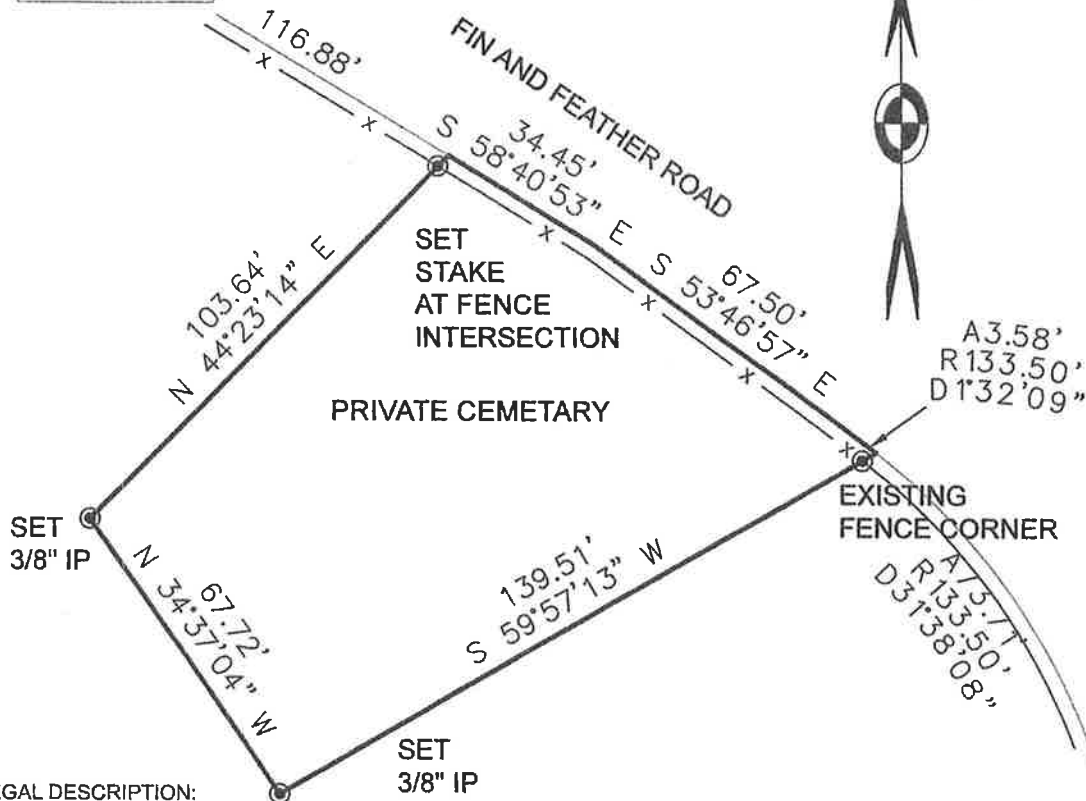 116.88'
FIN AND FEATHER ROAD
34.45'
S 58°40'53" E
67.50'
S 53°46'57" E
A3.58'
R133.50'
D1°32'09"
103.64'
N 44°23'14" E
SET
STAKE
AT FENCE
INTERSECTION
PRIVATE CEMETARY
EXISTING
FENCE CORNER
A73.71'
R133.50'
D31°38'08"
SET
3/8" IP
67.72'
N 34°37'04" W
139.51'
S 59°57'13" W
SET
3/8" IP
EGAL DESCRIPTION:
x
x
x
x
x
x